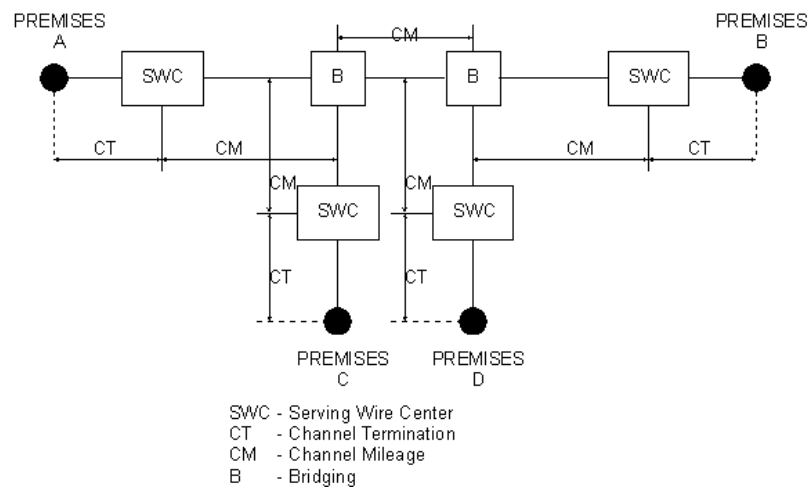 PREMISES
A
PREMISES
B
CM
SWC
B
B
SWC
CT
CM
CM
CT
CM
CM
SWC
SWC
CT
CT
PREMISES
C
PREMISES
D
SWC - Serving Wire Center
CT - Channel Termination
CM - Channel Mileage
B - Bridging